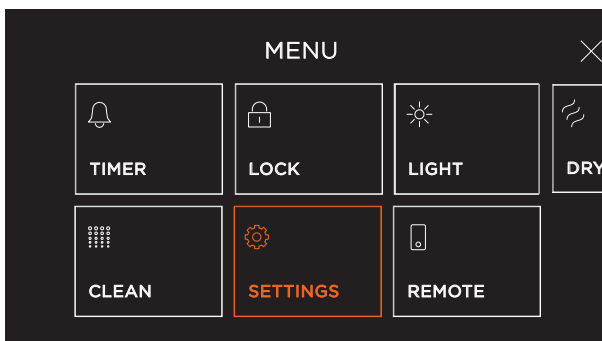 MENU
TIMER
LOCK
LIGHT
DRY
CLEAN
SETTINGS
REMOTE